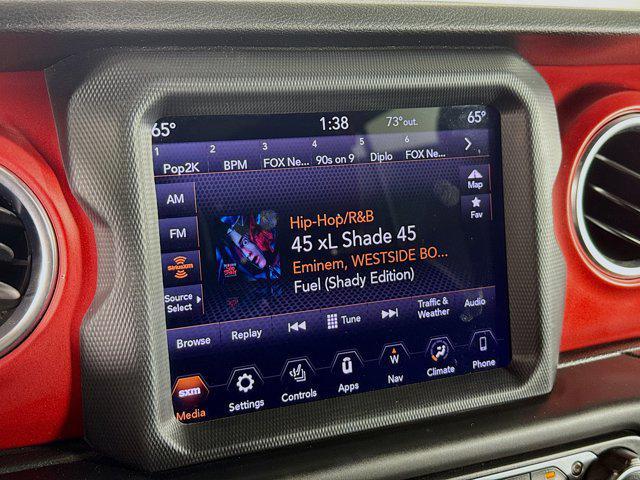 65° 1:38 73°out. 65°
1 2 3 4 5 6
Pop2K BPM FOX Ne... 90s on 9 Diplo FOX Ne...
AM
FM
SiriusXM
Source
Select
Hip-Hop/R&B
45 xL Shade 45
Eminem, WESTSIDE BO...
Fuel (Shady Edition)
Map
Fav
Browse Replay Tune Traffic &
Weather Audio
sxm
Media Settings Controls Apps Nav Climate Phone
U
W